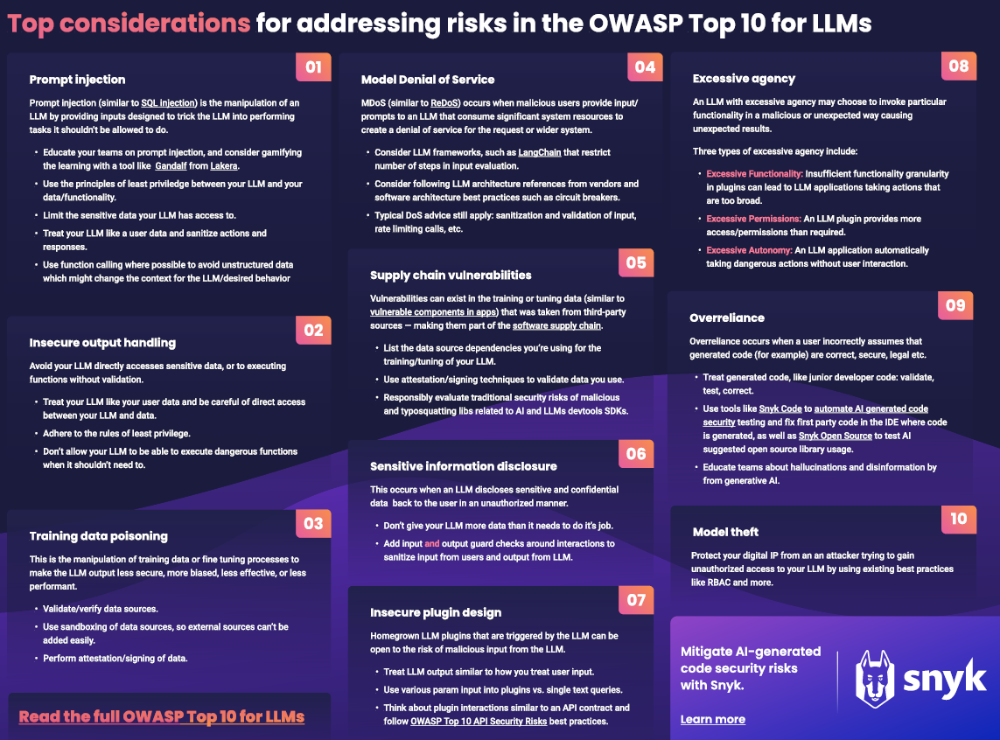 Top considerations for addressing risks in the OWASP Top 10 for LLMs
01
Prompt injection
Prompt injection (similar to SQL injection) is the manipulation of an
LLM by providing inputs designed to trick the LLM into performing
tasks it shouldn't be allowed to do.
• Educate your teams on prompt injection, and consider gamifying
the learning with a tool like Gandalf from Lakera.
• Use the principles of least priviledge between your LLM and your
data/functionality.
• Limit the sensitive data your LLM has access to.
• Treat your LLM like a user data and sanitize actions and
responses.
• Use function calling where possible to avoid unstructured data
which might change the context for the LLM/desired behavior
02
Insecure output handling
Avoid your LLM directly accesses sensitive data, or to executing
functions without validation.
• Treat your LLM like your user data and be careful of direct access
between your LLM and data.
• Adhere to the rules of least privilege.
• Don't allow your LLM to be able to execute dangerous functions
when it shouldn't need to.
03
Training data poisoning
This is the manipulation of training data or fine tuning processes to
make the LLM output less secure, more biased, less effective, or less
performant.
• Validate/verify data sources.
• Use sandboxing of data sources, so external sources can't be
added easily.
• Perform attestation/signing of data.
Read the full OWASP Top 10 for LLMs
04
Model Denial of Service
MDoS (similar to ReDoS) occurs when malicious users provide input/
prompts to an LLM that consume significant system resources to
create a denial of service for the request or wider system.
• Consider LLM frameworks, such as LangChain that restrict
number of steps in input evaluation.
• Consider following LLM architecture references from vendors and
software architecture best practices such as circuit breakers.
• Typical DoS advice still apply: sanitization and validation of input,
rate limiting calls, etc.
05
Supply chain vulnerabilities
Vulnerabilities can exist in the training or tuning data (similar to
vulnerable components in apps) that was taken from third-party
sources — making them part of the software supply chain.
• List the data source dependencies you're using for the
training/tuning of your LLM.
• Use attestation/signing techniques to validate data you use.
• Responsibly evaluate traditional security risks of malicious
and typosquatting libs related to AI and LLMs devtools SDKs.
06
Sensitive information disclosure
This occurs when an LLM discloses sensitive and confidential
data back to the user in an unauthorized manner.
• Don't give your LLM more data than it needs to do it's job.
• Add input and output guard checks around interactions to
sanitize input from users and output from LLM.
07
Insecure plugin design
Homegrown LLM plugins that are triggered by the LLM can be
open to the risk of malicious input from the LLM.
• Treat LLM output similar to how you treat user input.
• Use various param input into plugins vs. single text queries.
• Think about plugin interactions similar to an API contract and
follow OWASP Top 10 API Security Risks best practices.
08
Excessive agency
An LLM with excessive agency may choose to invoke particular
functionality in a malicious or unexpected way causing
unexpected results.
Three types of excessive agency include:
• Excessive Functionality: Insufficient functionality granularity
in plugins can lead to LLM applications taking actions that
are too broad.
• Excessive Permissions: An LLM plugin provides more
access/permissions than required.
• Excessive Autonomy: An LLM application automatically
taking dangerous actions without user interaction.
09
Overreliance
Overreliance occurs when a user incorrectly assumes that
generated code (for example) are correct, secure, legal etc.
• Treat generated code, like junior developer code: validate,
test, correct.
• Use tools like Snyk Code to automate AI generated code
security testing and fix first party code in the IDE where code
is generated, as well as Snyk Open Source to test AI
suggested open source library usage.
• Educate teams about hallucinations and disinformation by
from generative AI.
10
Model theft
Protect your digital IP from an an attacker trying to gain
unauthorized access to your LLM by using existing best practices
like RBAC and more.
Mitigate AI-generated
code security risks
with Snyk.
Learn more
snyk